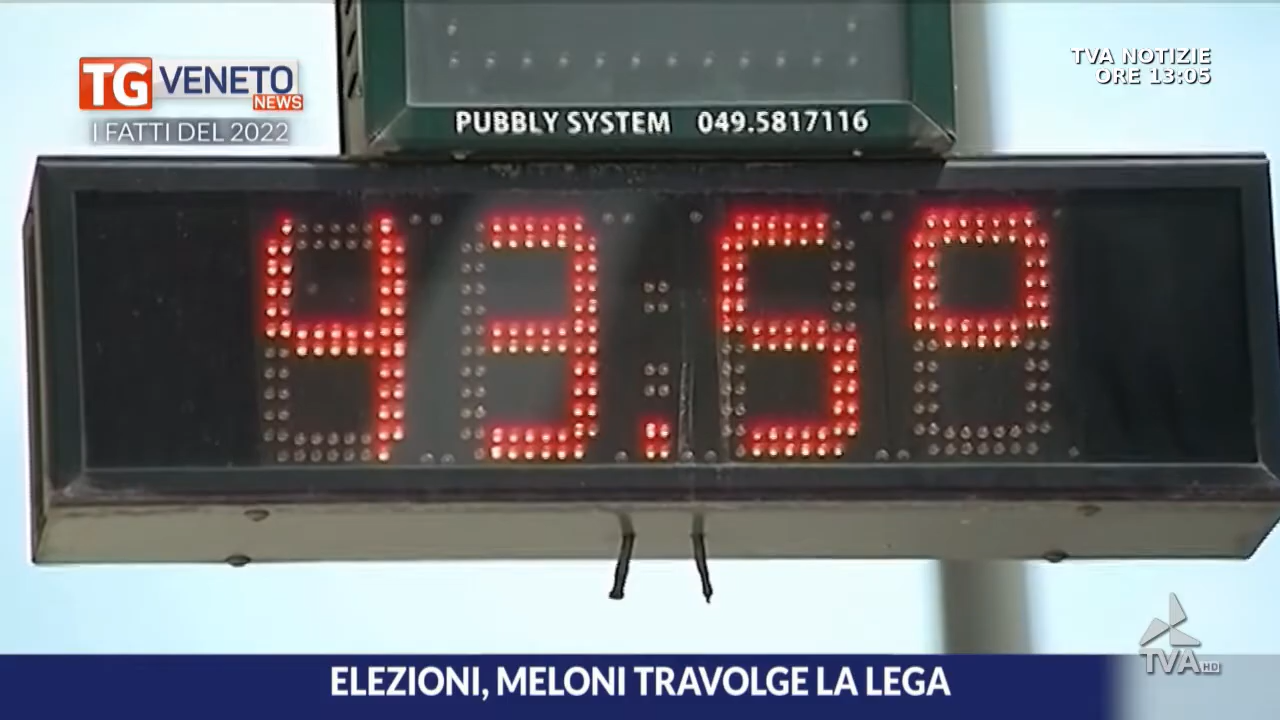 TG VENETO
NEWS
I FATTI DEL 2022
TVA NOTIZIE
ORE 13:05
PUBBLY SYSTEM 049.5817116
43.5°
ELEZIONI, MELONI TRAVOLGE LA LEGA
TVA HD